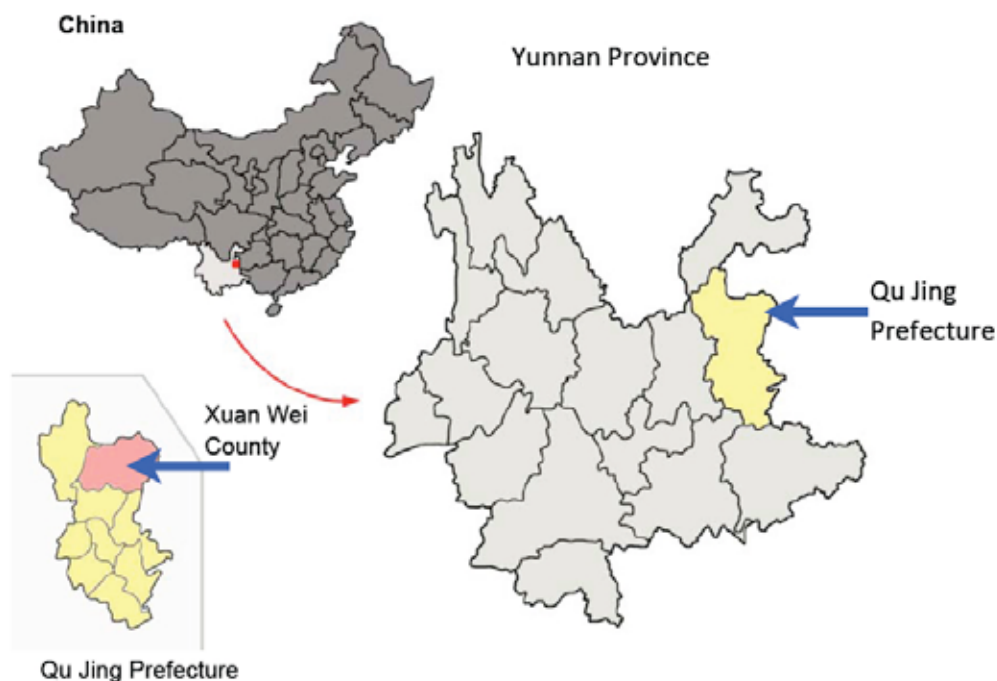 China
Yunnan Province
Qu Jing
Prefecture
Xuan Wei
County
Qu Jing Prefecture